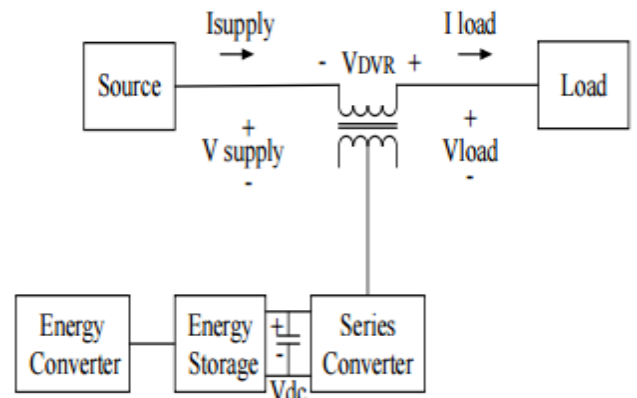 Isupply
I load
- VDVR +
Source
Load
+
V supply
-
+
Vload
-
Energy
Converter
Energy
Storage
+
-
Vdc
Series
Converter